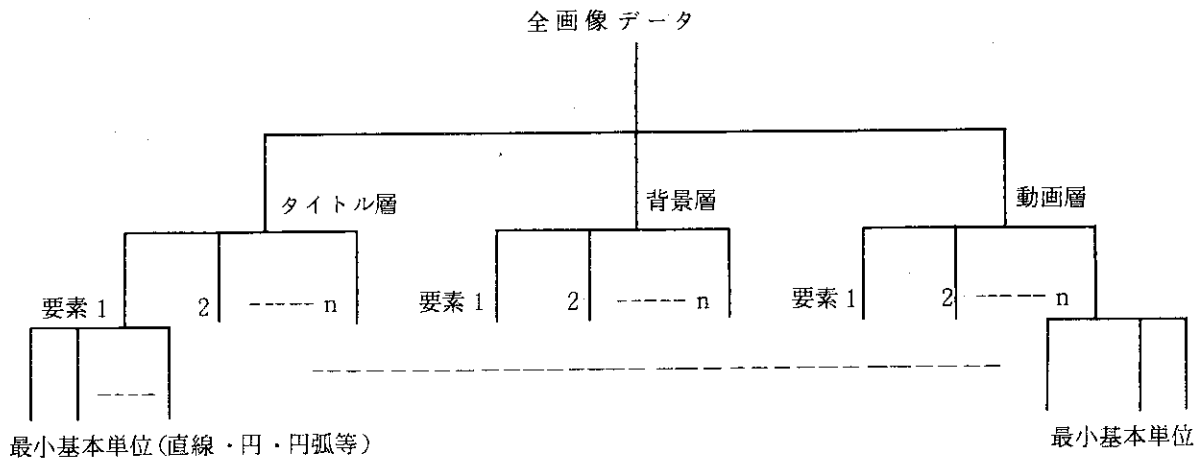 全画像データ
タイトル層 背景層 動画層
要素1 2 ----- n 要素1 2 ----- n 要素1 2 ----- n
最小基本単位(直線・円・円弧等) 最小基本単位